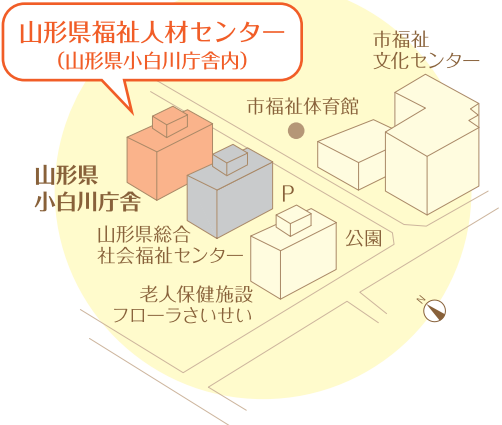 山形県福祉人材センター
（山形県小白川庁舎内）
市福祉
文化センター
市福祉体育館
山形県
小白川庁舎
P
山形県総合
社会福祉センター
公園
老人保健施設
フローラさいせい
N